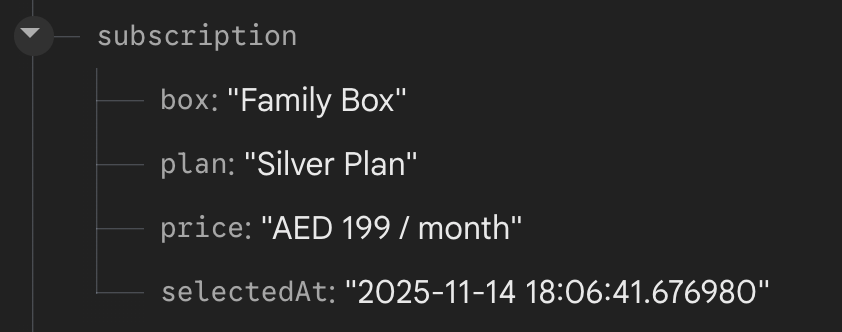 subscription
box: "Family Box"
plan: "Silver Plan"
price: "AED 199 / month"
selectedAt: "2025-11-14 18:06:41.676980"